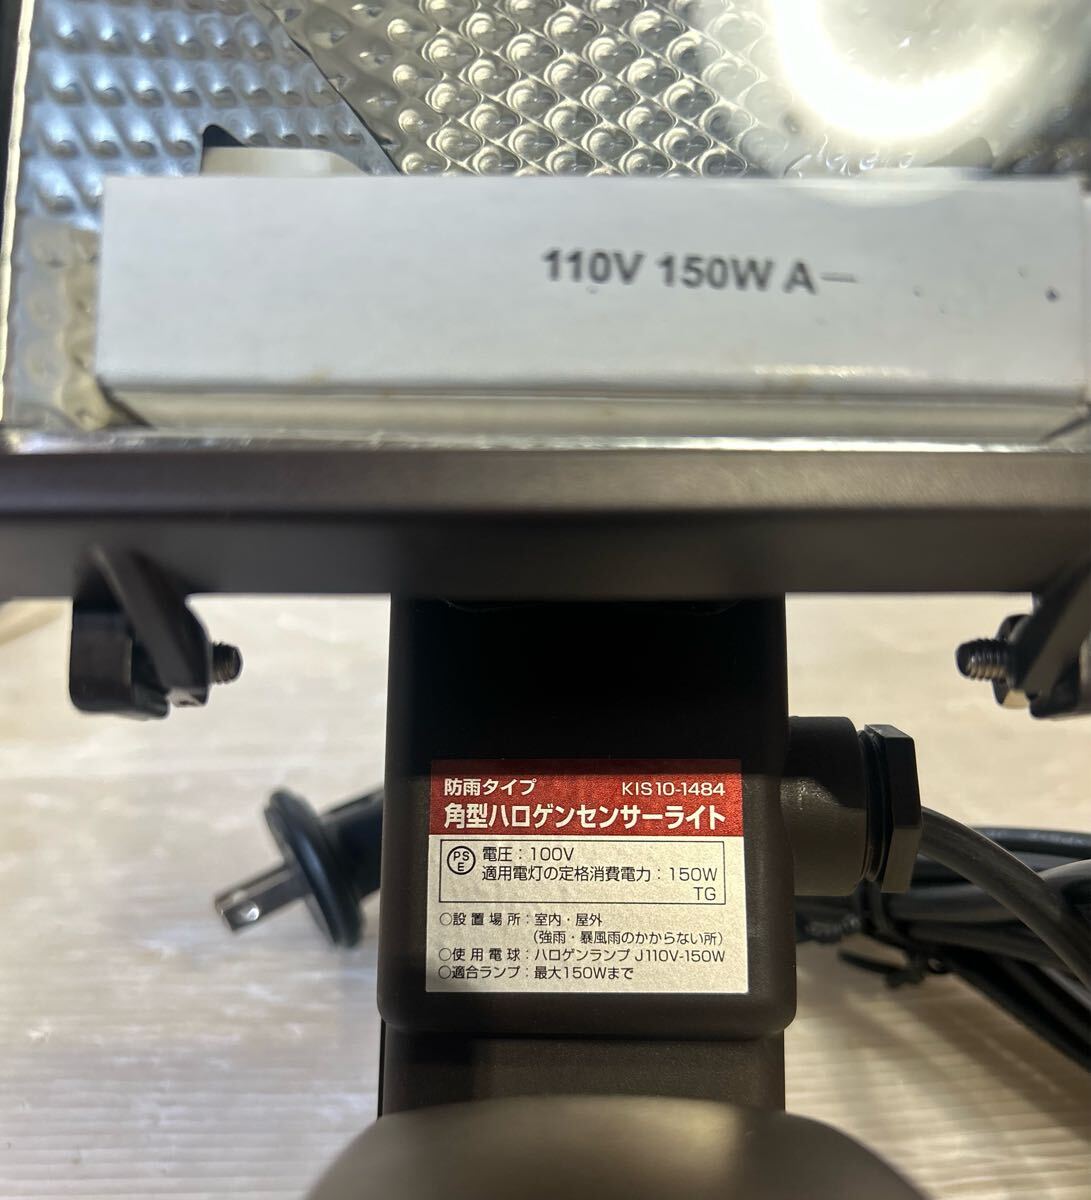 110V 150W A—
防雨タイプ KIS10-1484
角型ハロゲンセンサーライト
PSE 電圧：100V
適用電灯の定格消費電力：150W
TG
○設置場所：室内・屋外
（強雨・暴風雨のかからない所）
○使用電球：ハロゲンランプ J110V-150W
○適合ランプ：最大150Wまで